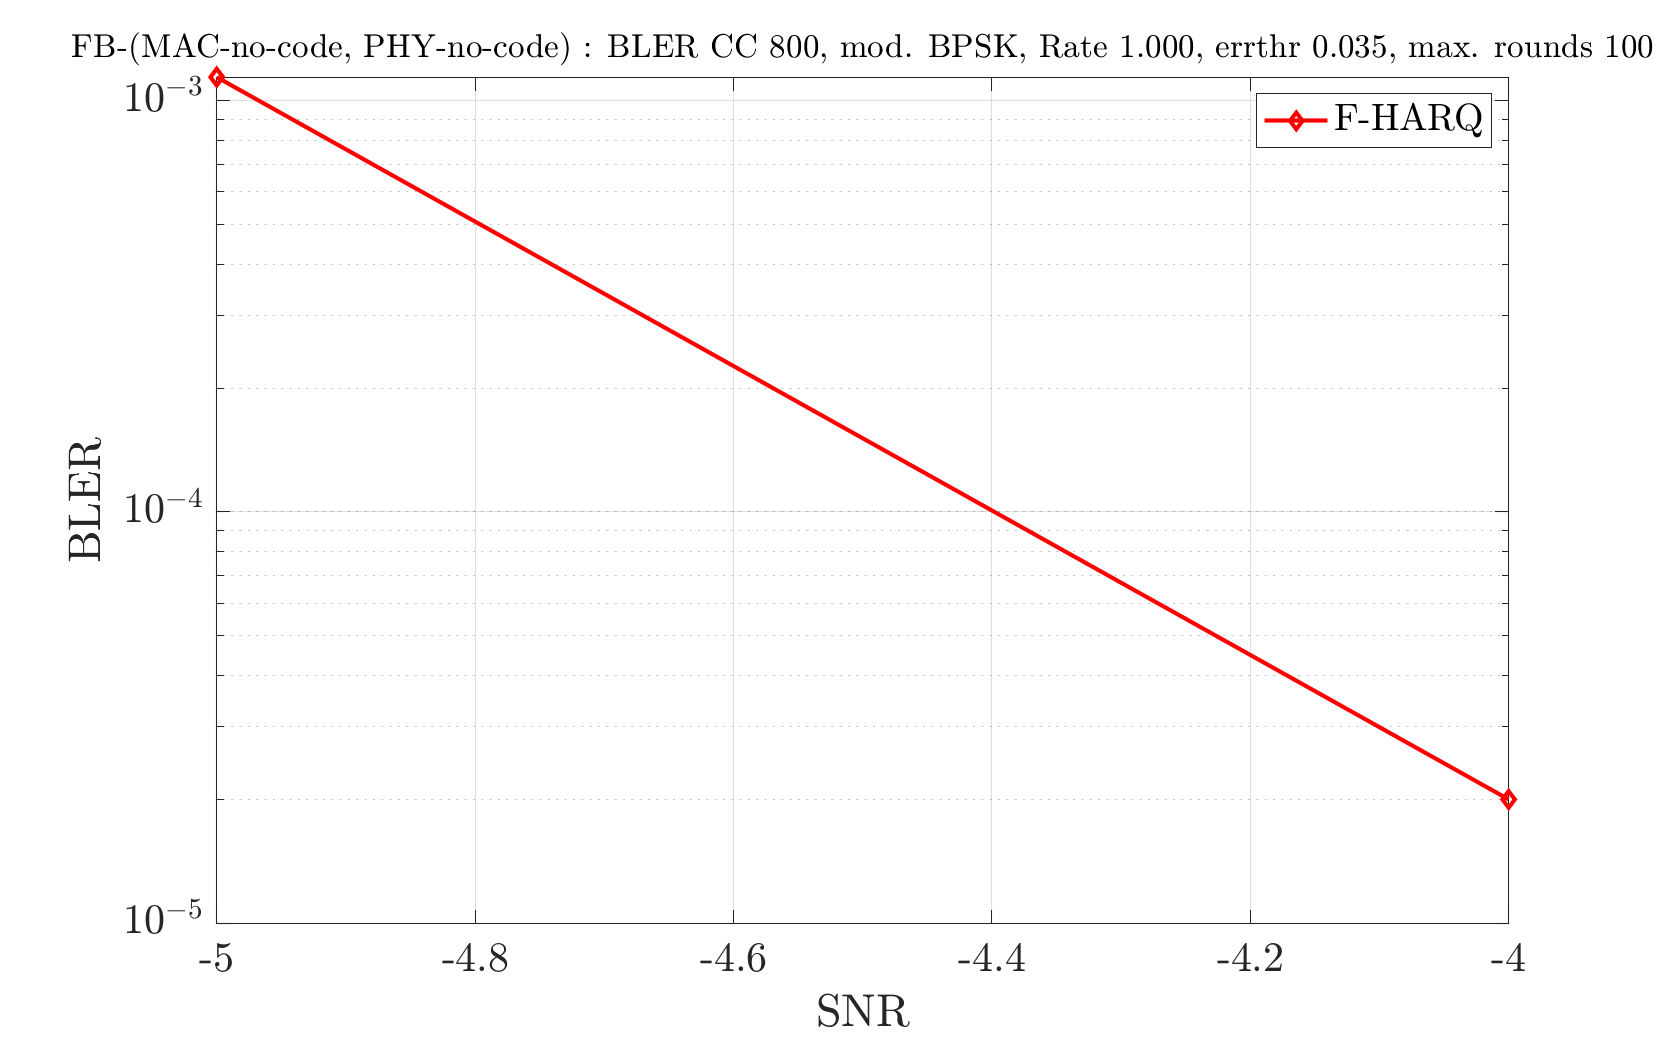 FB-(MAC-no-code, PHY-no-code) : BLER CC 800, mod. BPSK, Rate 1.000, errthr 0.035, max. rounds 100
F-HARQ
BLER
10⁻³
10⁻⁴
10⁻⁵
-5 -4.8 -4.6 -4.4 -4.2 -4
SNR